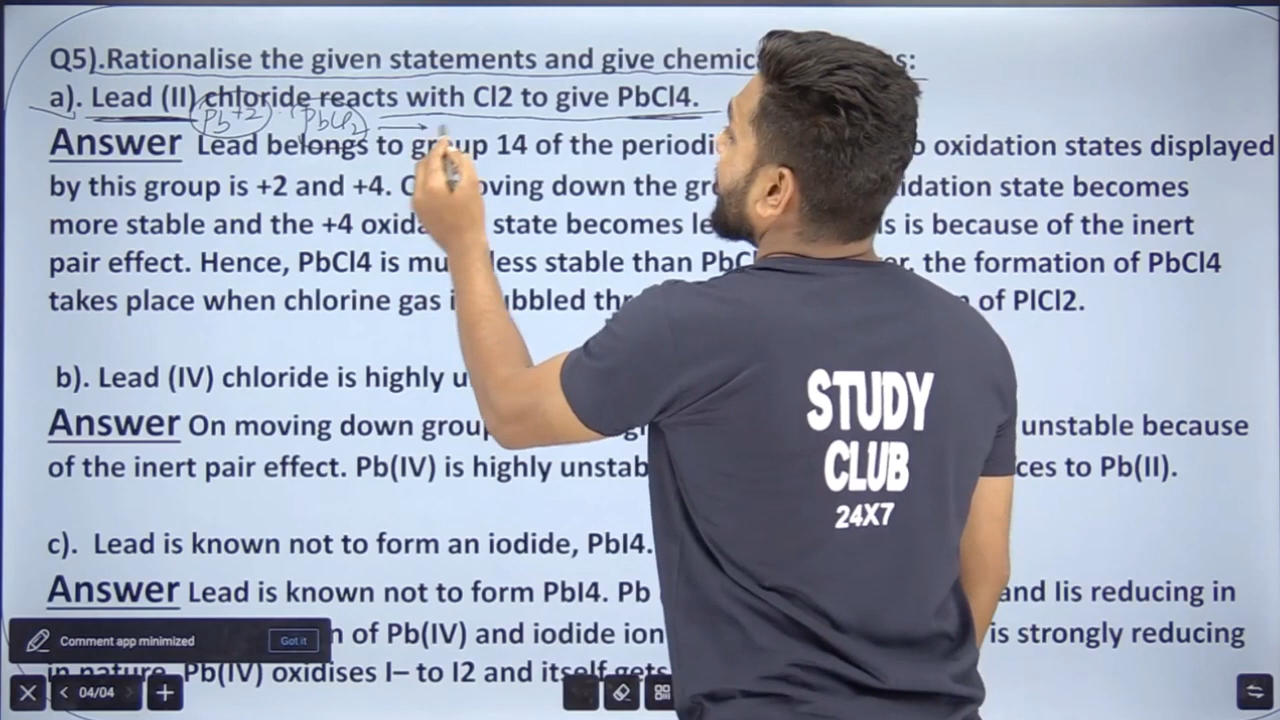 Q5).Rationalise the given statements and give chemic s:
a). Lead (II) chloride reacts with Cl2 to give PbCl4.
Pb+2 PbCl2
Answer Lead belongs to group 14 of the periodi o oxidation states displayed
by this group is +2 and +4. O oving down the gr idation state becomes
more stable and the +4 oxida state becomes le s is because of the inert
pair effect. Hence, PbCl4 is mu less stable than PbCl er, the formation of PbCl4
takes place when chlorine gas i ubbled thr n of PlCl2.
b). Lead (IV) chloride is highly u
Answer On moving down group unstable because
of the inert pair effect. Pb(IV) is highly unstab ces to Pb(II).
c). Lead is known not to form an iodide, PbI4.
Answer Lead is known not to form PbI4. Pb and Iis reducing in
n of Pb(IV) and iodide ion is strongly reducing
in nature. Pb(IV) oxidises I– to I2 and itself gets
STUDY
CLUB
24X7
Comment app minimized Got it
04/04